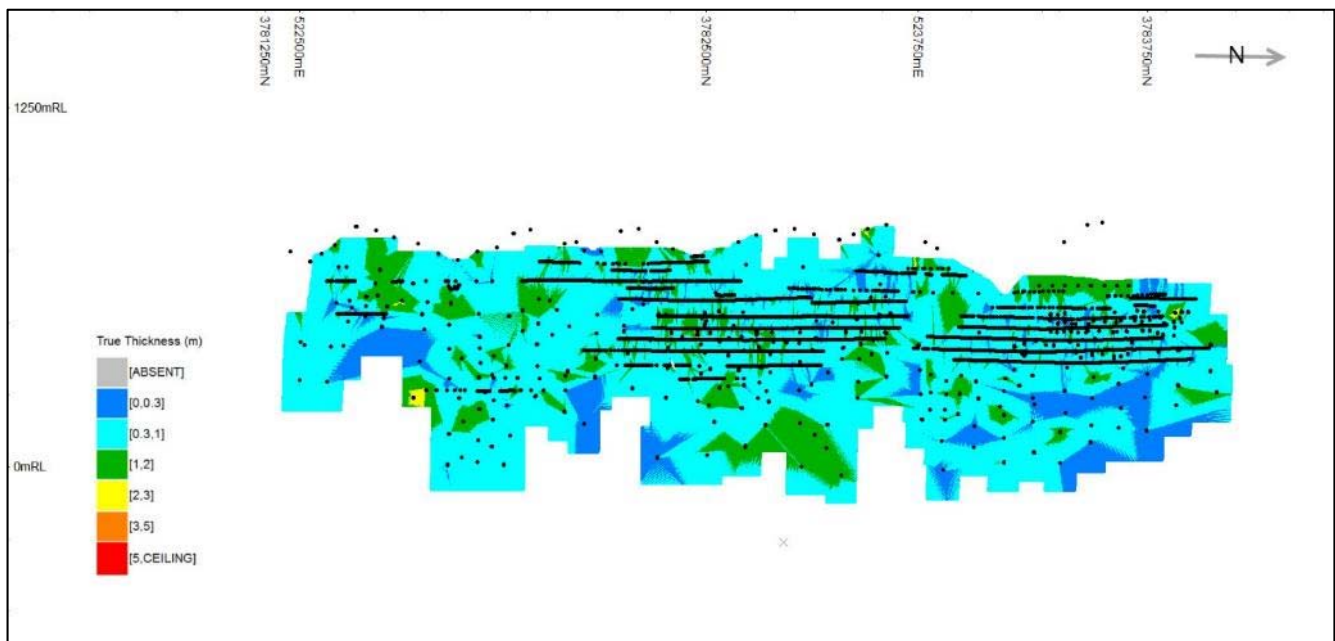 3781250mN
522500mE
3782500mN
523750mE
3783750mN
N
1250mRL
True Thickness (m)
[ABSENT]
[0,0.3]
[0.3,1]
[1,2]
[2,3]
[3,5]
[5,CEILING]
0mRL